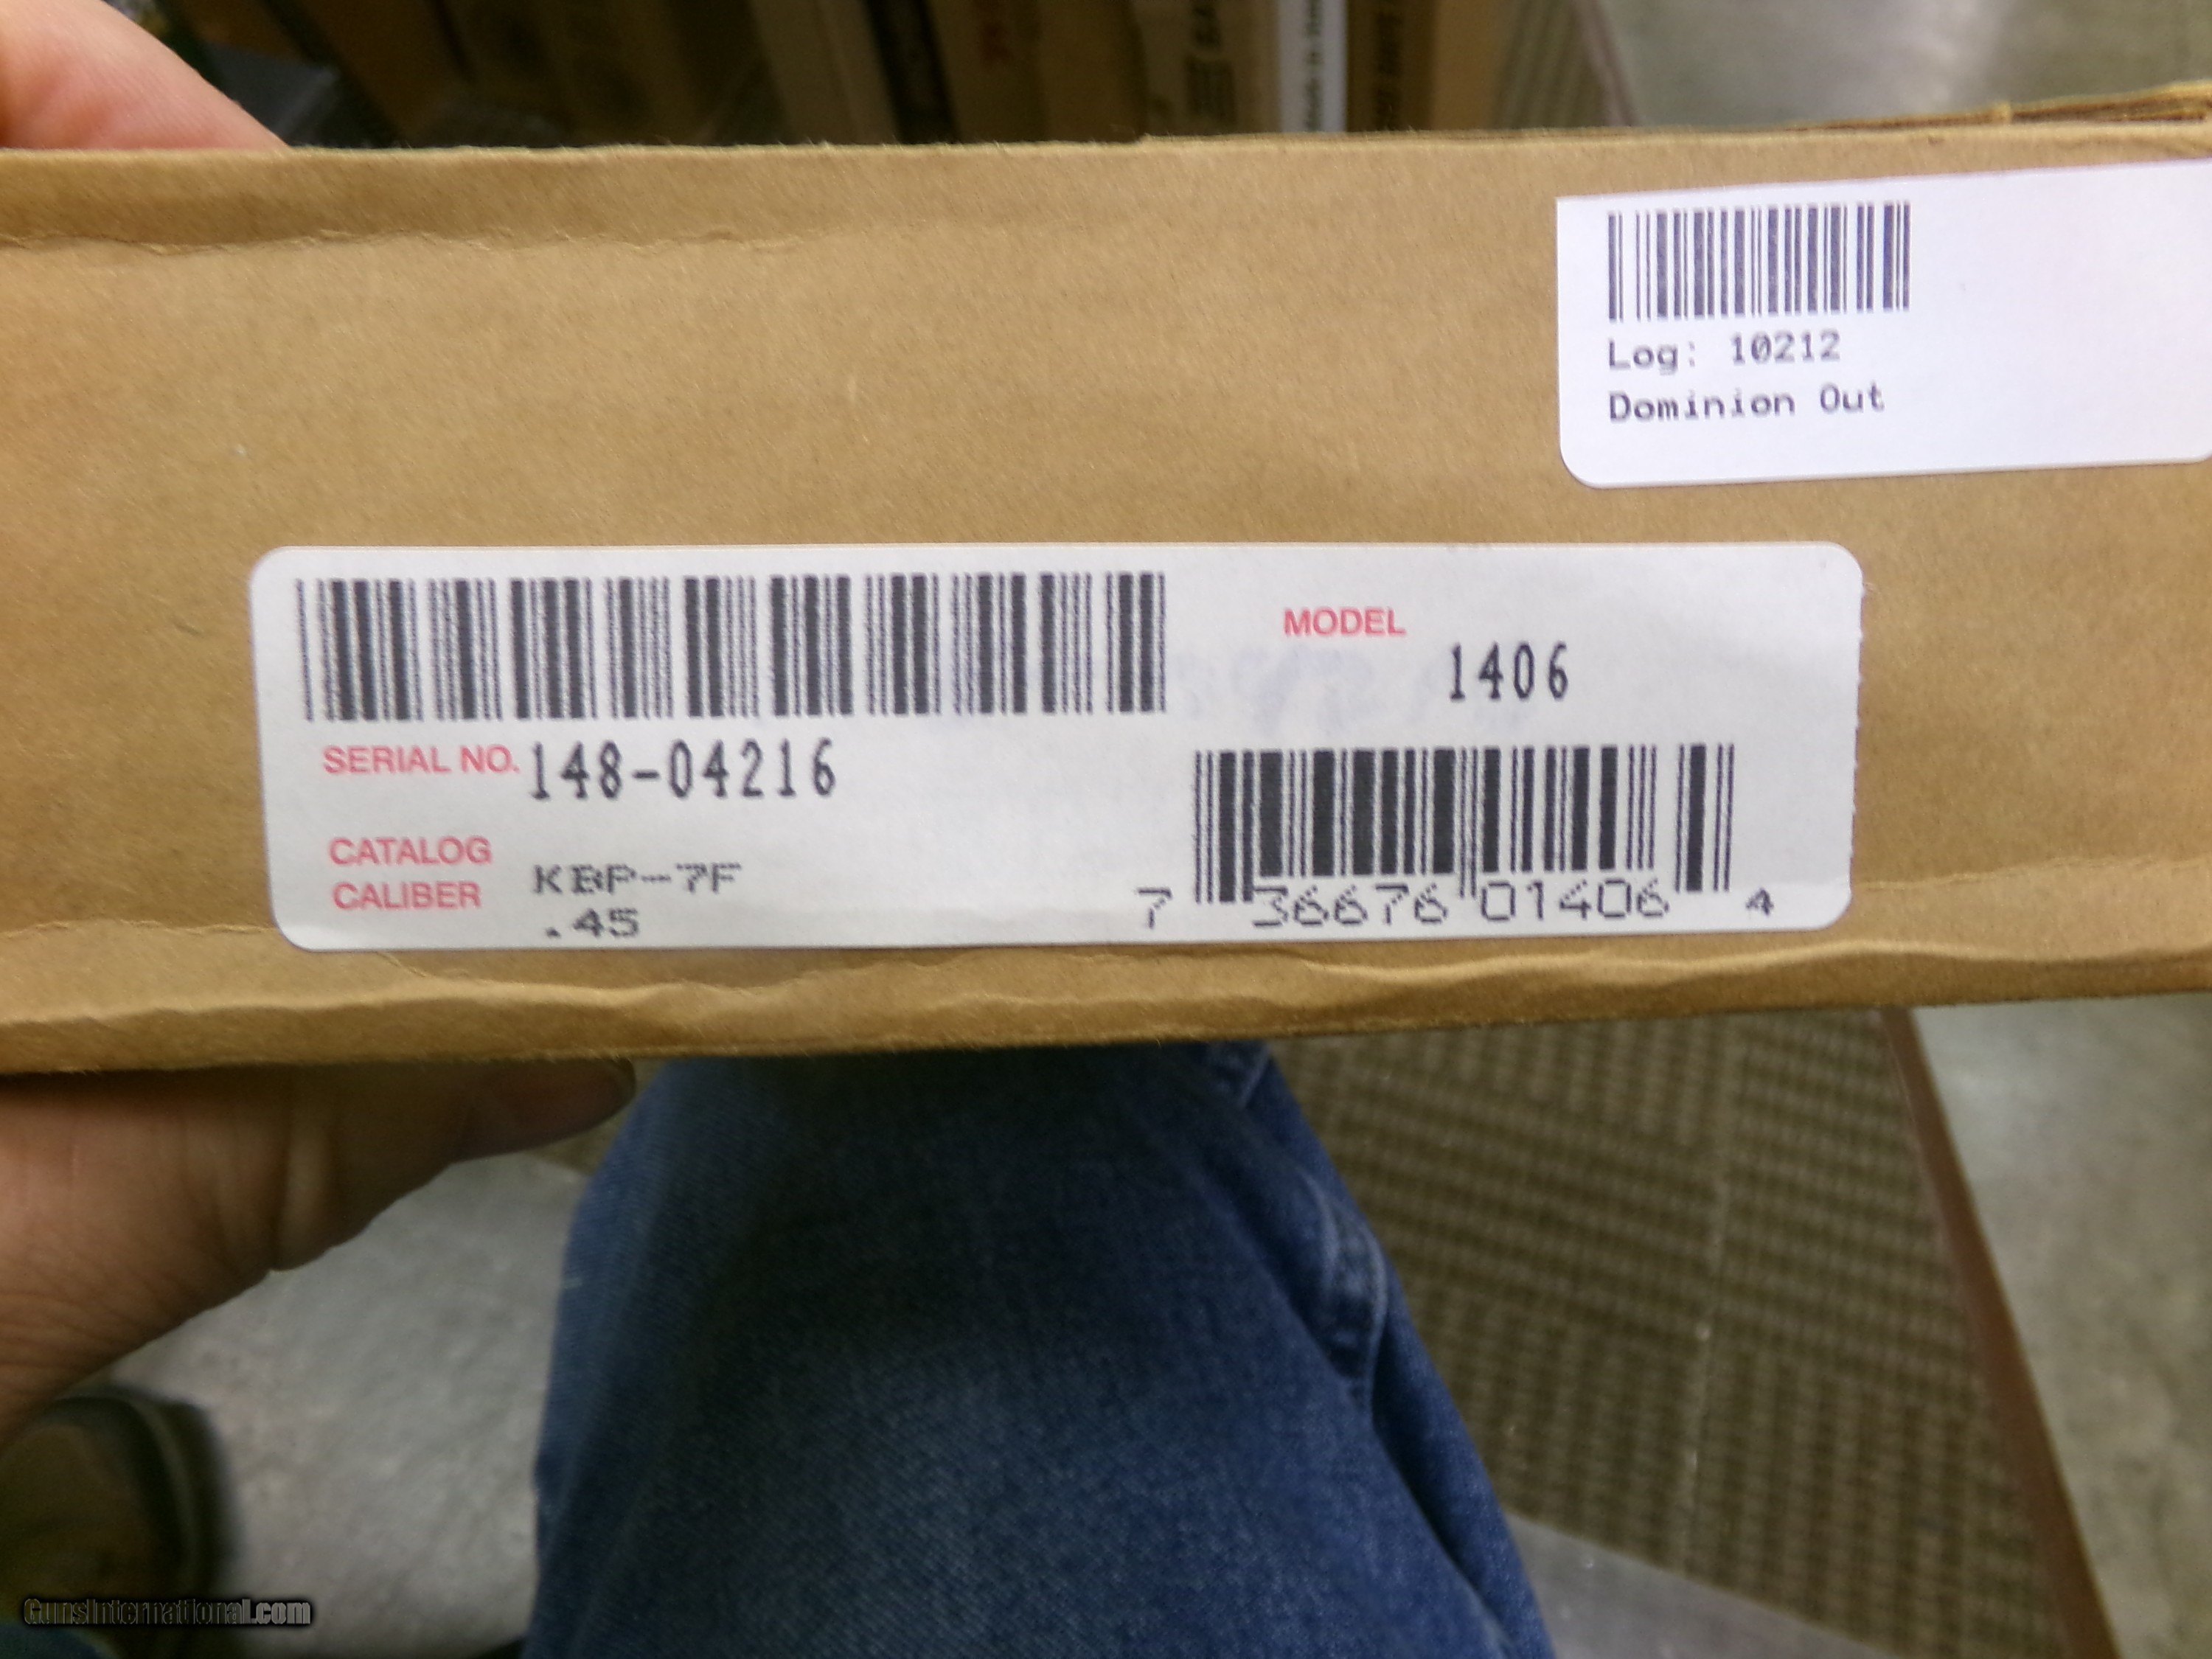 Log: 10212
Dominion Out
MODEL
1406
SERIAL NO. 148-04216
CATALOG KBP-7F
CALIBER .45
7 36676 01406 4
GunsInternational.com